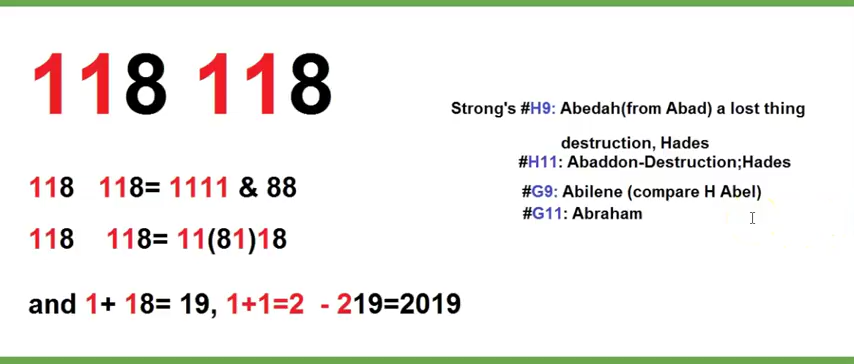 118 118
Strong's #H9: Abedah(from Abad) a lost thing
destruction, Hades
#H11: Abaddon-Destruction;Hades
118 118= 1111 & 88
#G9: Abilene (compare H Abel)
#G11: Abraham
118 118= 11(81)18
and 1+ 18= 19, 1+1=2 - 219=2019